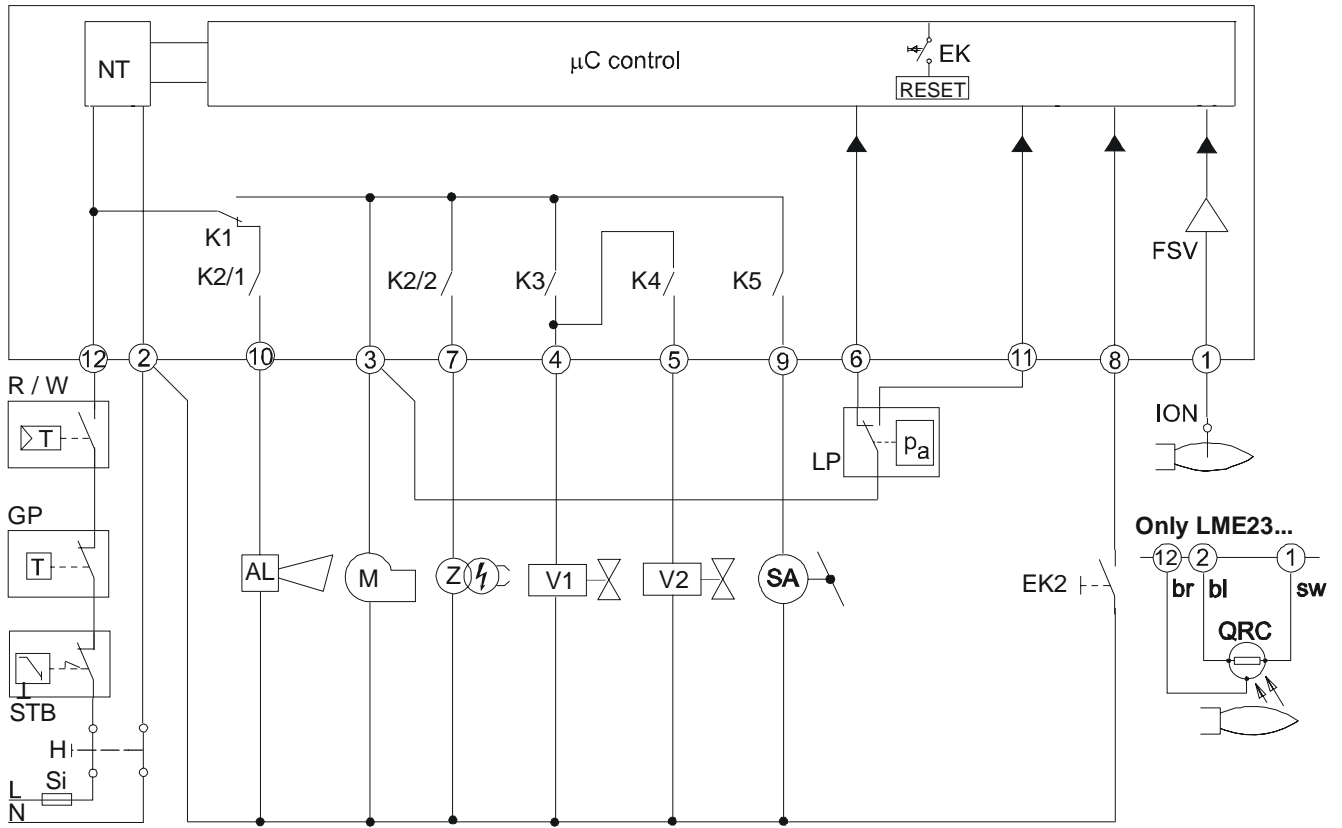 NT
μC control
EK
RESET
K1
K2/1
K2/2
K3
K4
K5
FSV
12
2
10
3
7
4
5
9
6
11
8
1
R / W
T
LP
pa
ION
GP
T
Only LME23...
12
2
1
br
bl
sw
AL
M
Z
V1
V2
SA
EK2
QRC
STB
H
Si
L
N